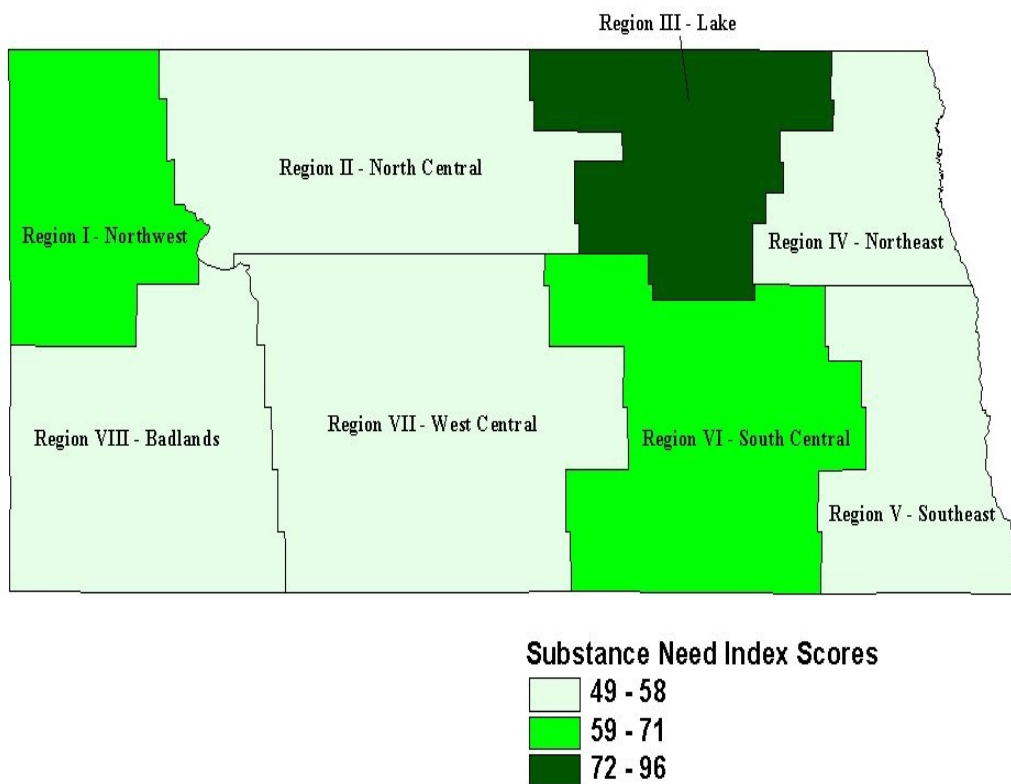 Region III - Lake
Region II - North Central
Region I - Northwest
Region IV - Northeast
Region VII - West Central
Region VIII - Badlands
Region VI - South Central
Region V - Southeast
Substance Need Index Scores
49 - 58
59 - 71
72 - 96